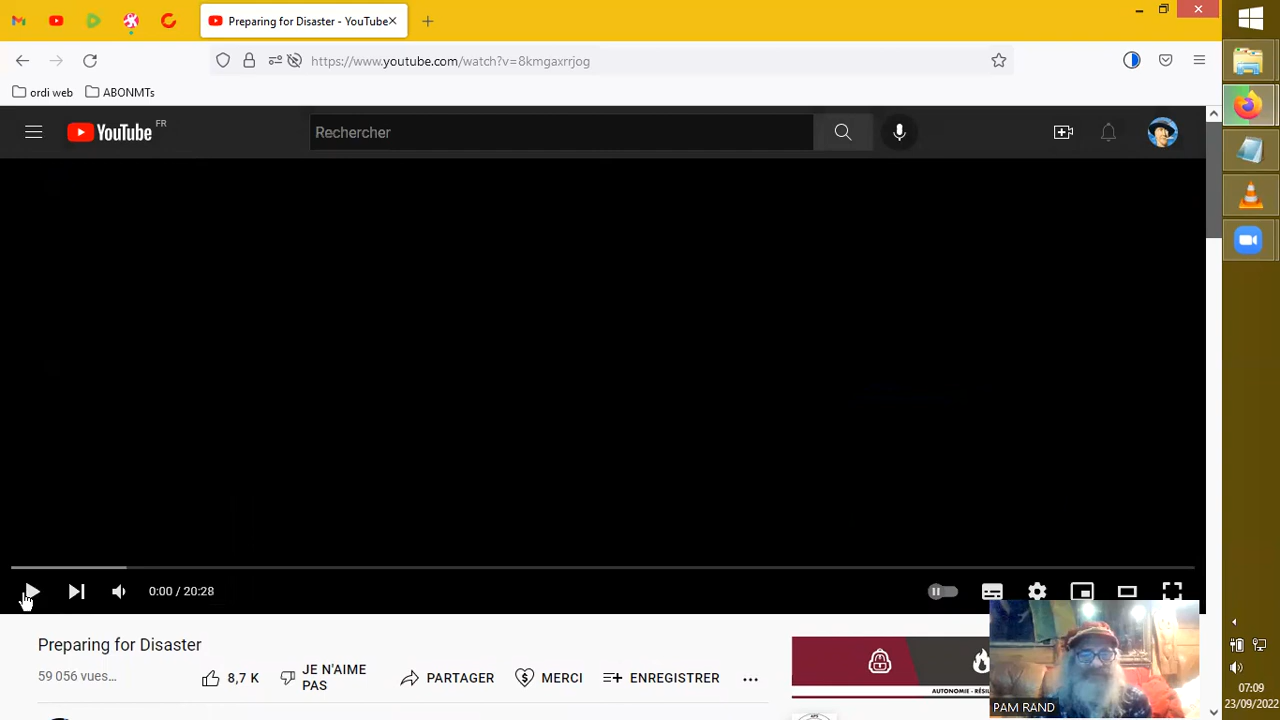 Preparing for Disaster - YouTube
https://www.youtube.com/watch?v=8kmgaxrrjog
ordi web
ABONMTs
YouTube FR
Rechercher
0:00 / 20:28
Preparing for Disaster
59 056 vues...
8,7 K
JE N'AIME
PAS
PARTAGER
MERCI
ENREGISTRER
AUTONOMIE - RÉSIL
PAM RAND
07:09
23/09/2022